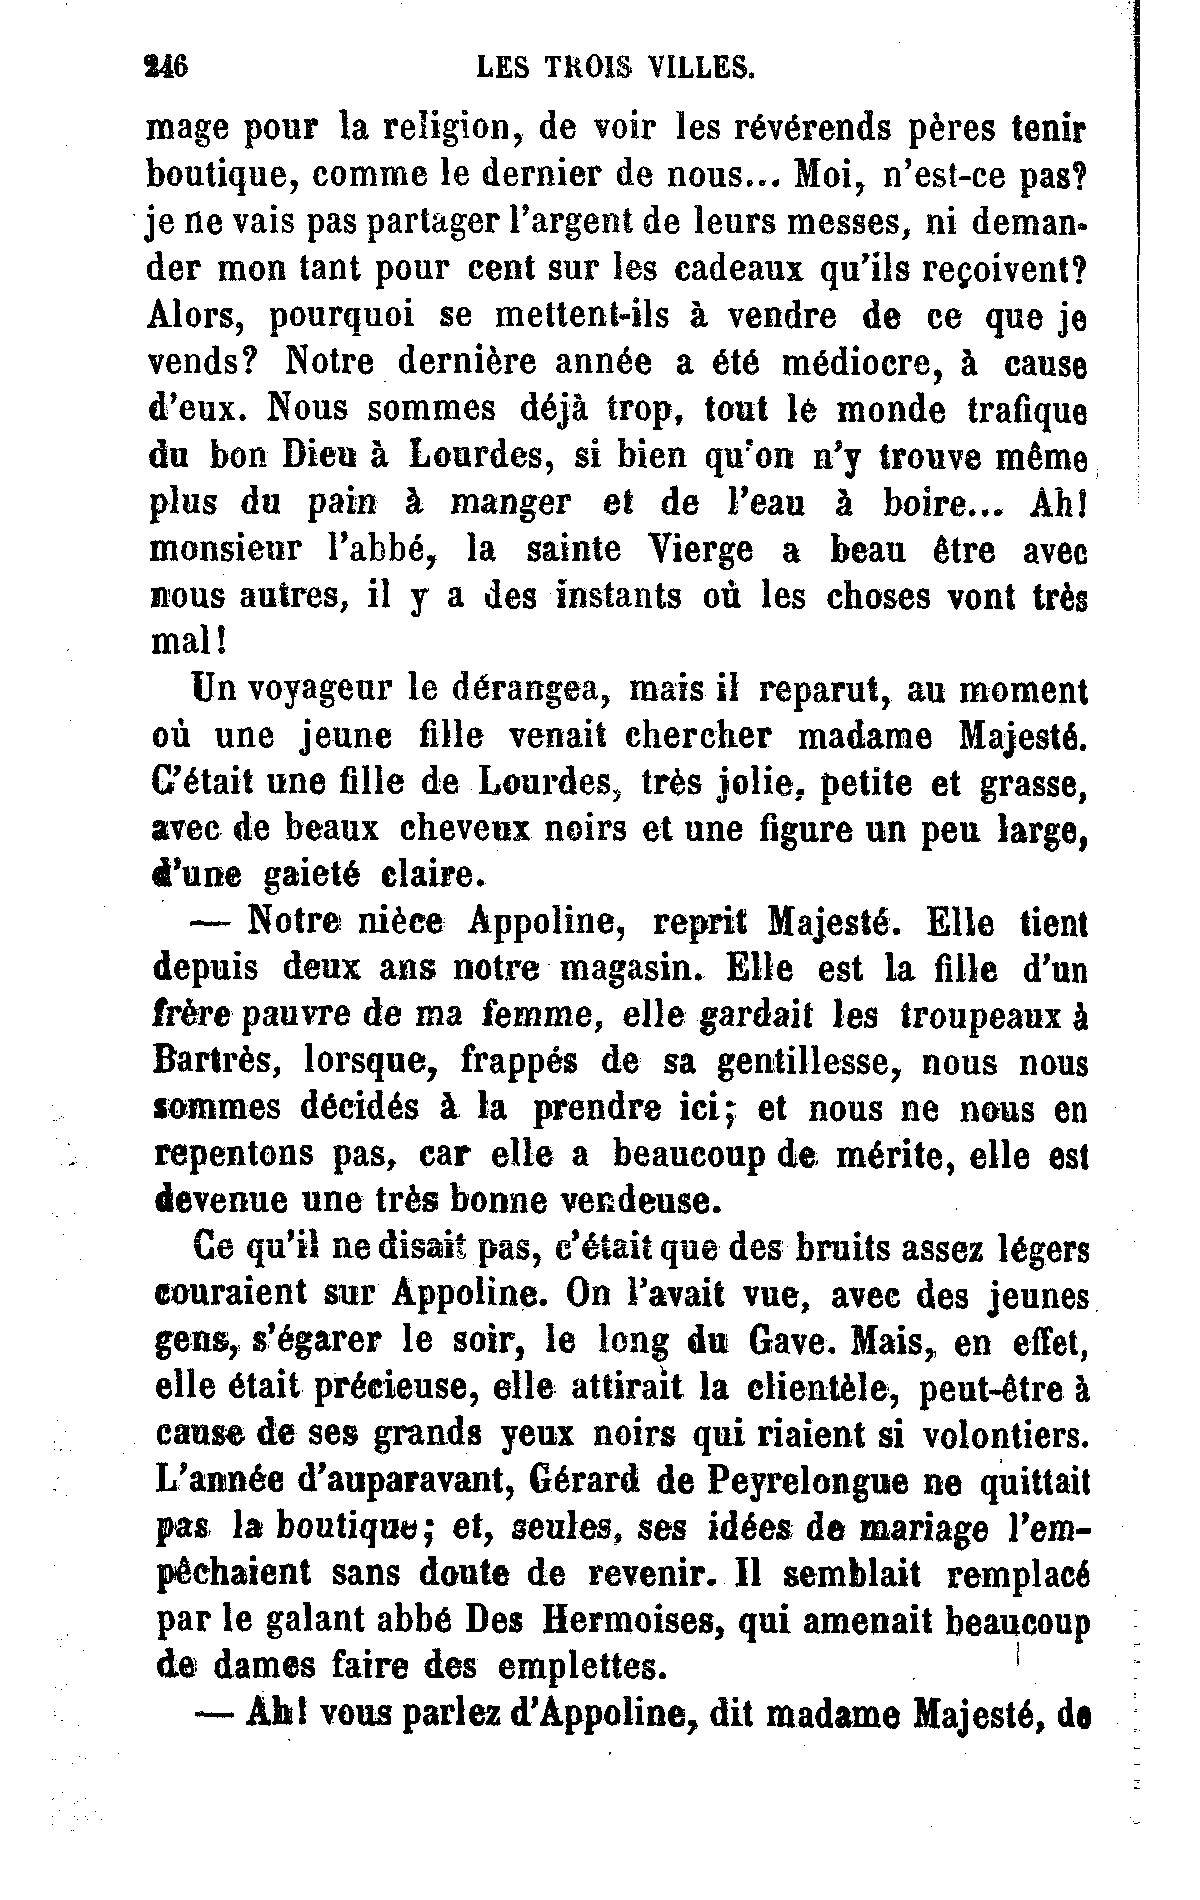 246 LES TROIS VILLES.
mage pour la religion, de voir les révérends pères tenir
boutique, comme le dernier de nous... Moi, n'est-ce pas?
je ne vais pas partager l'argent de leurs messes, ni deman-
der mon tant pour cent sur les cadeaux qu'ils reçoivent?
Alors, pourquoi se mettent-ils à vendre de ce que je
vends? Notre dernière année a été médiocre, à cause
d'eux. Nous sommes déjà trop, tout le monde trafique
du bon Dieu à Lourdes, si bien qu'on n'y trouve même
plus du pain à manger et de l'eau à boire... Ah!
monsieur l'abbé, la sainte Vierge a beau être avec
nous autres, il y a des instants où les choses vont très
mal!
Un voyageur le dérangea, mais il reparut, au moment
où une jeune fille venait chercher madame Majesté.
C'était une fille de Lourdes, très jolie, petite et grasse,
avec de beaux cheveux noirs et une figure un peu large,
d'une gaieté claire.
— Notre nièce Appoline, reprit Majesté. Elle tient
depuis deux ans notre magasin. Elle est la fille d'un
frère pauvre de ma femme, elle gardait les troupeaux à
Bartrès, lorsque, frappés de sa gentillesse, nous nous
sommes décidés à la prendre ici; et nous ne nous en
repentons pas, car elle a beaucoup de mérite, elle est
devenue une très bonne vendeuse.
Ce qu'il ne disait pas, c'était que des bruits assez légers
couraient sur Appoline. On l'avait vue, avec des jeunes
gens, s'égarer le soir, le long du Gave. Mais, en effet,
elle était précieuse, elle attirait la clientèle, peut-être à
cause de ses grands yeux noirs qui riaient si volontiers.
L'année d'auparavant, Gérard de Peyrelongue ne quittait
pas la boutique; et, seules, ses idées de mariage l'em-
pêchaient sans doute de revenir. Il semblait remplacé
par le galant abbé Des Hermoises, qui amenait beaucoup
de dames faire des emplettes.
— Ah! vous parlez d'Appoline, dit madame Majesté, de